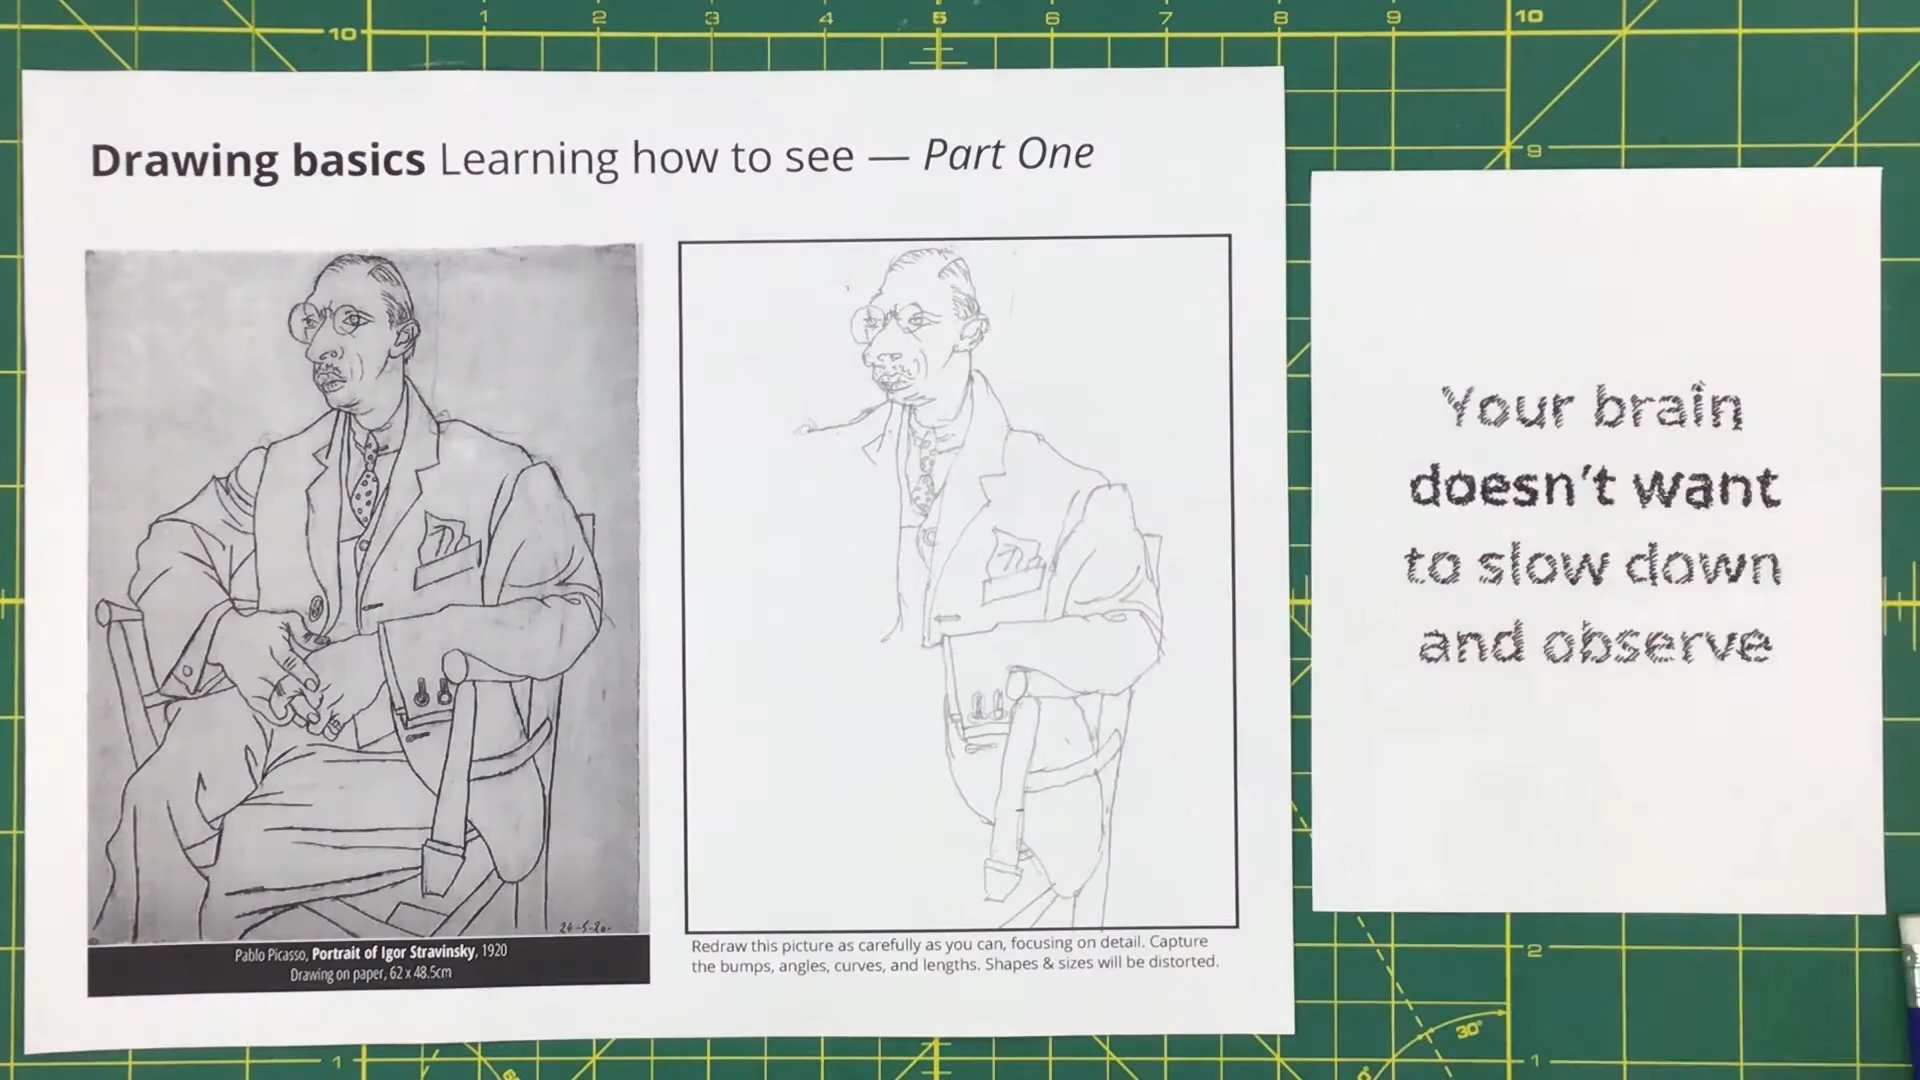 1 2 3 4 5 6 7 8 9 10
10
9
Drawing basics Learning how to see — Part One
26-5-20-
Pablo Picasso, Portrait of Igor Stravinsky, 1920
Drawing on paper, 62 x 48.5cm
Redraw this picture as carefully as you can, focusing on detail. Capture
the bumps, angles, curves, and lengths. Shapes & sizes will be distorted.
Your brain
doesn't want
to slow down
and observe
2
30°
1
1